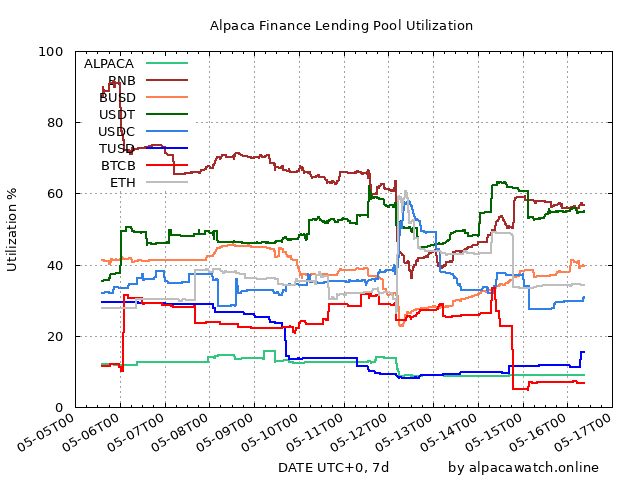 Alpaca Finance Lending Pool Utilization
100
80
60
40
20
0
Utilization %
ALPACA
BNB
BUSD
USDT
USDC
TUSD
BTCB
ETH
05-05T00
05-06T00
05-07T00
05-08T00
05-09T00
05-10T00
05-11T00
05-12T00
05-13T00
05-14T00
05-15T00
05-16T00
05-17T00
DATE UTC+0, 7d
by alpacawatch.online